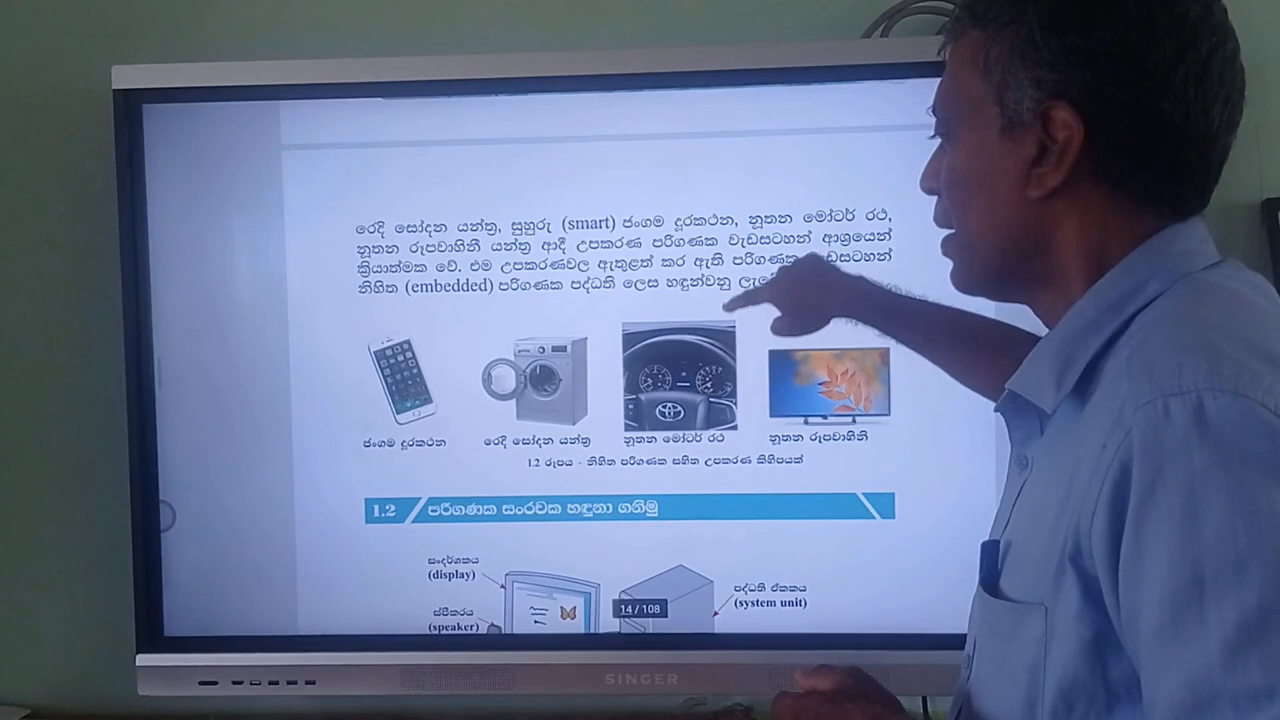 රෙදි සෝදන යන්ත්‍ර, සුහුරු (smart) ජංගම දුරකථන, නූතන මෝටර් රථ,
නූතන රූපවාහිනී යන්ත්‍ර ආදී උපකරණ පරිගණක වැඩසටහන් ආශ්‍රයෙන්
ක්‍රියාත්මක වේ. එම උපකරණවල ඇතුළත් කර ඇති පරිගණක
නිහිත (embedded) පරිගණක පද්ධති ලෙස හඳුන්වනු
ජංගම දුරකථන
රෙදි සෝදන යන්ත්‍ර
නූතන මෝටර් රථ
නූතන රූපවාහිනි
1.2 රූපය - නිහිත පරිගණක සහිත උපකරණ කිහිපයක්
1.2 පරිගණක සංරචක හඳුනා ගනිමු
සංදර්ශකය
(display)
පද්ධති ඒකකය
(system unit)
ස්පීකරය
(speaker)
14 / 108
SINGER